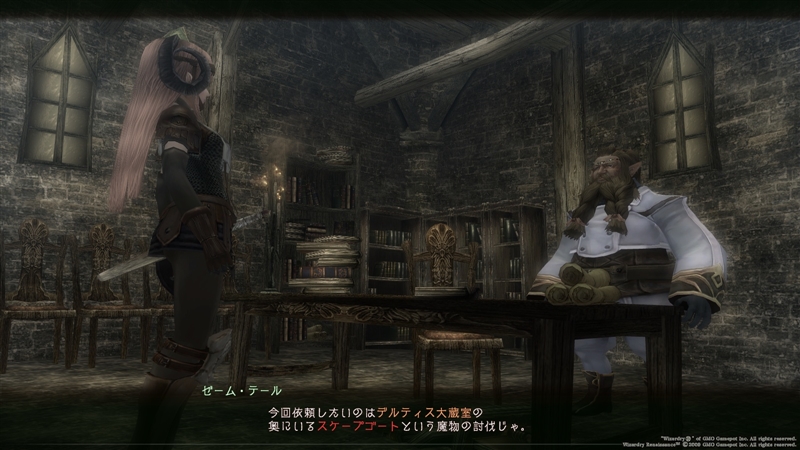 ゼーム・テール
今回依頼したいのはデルティス大蔵室の
奥にいるスケープゴートという魔物の討伐じゃ。
"Wizardry®" of GMO Gamepot Inc. All rights reserved.
Wizardry Renaissance™ ©2009 GMO Gamepot Inc. All rights reserved.